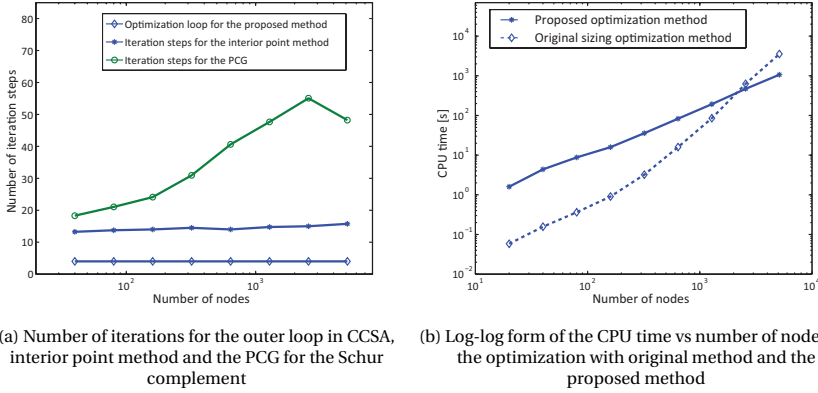 Optimization loop for the proposed method
Iteration steps for the interior point method
Iteration steps for the PCG
80
70
60
50
40
30
20
10
0
Number of iteration steps
10²
10³
Number of nodes
(a) Number of iterations for the outer loop in CCSA,
interior point method and the PCG for the Schur
complement
Proposed optimization method
Original sizing optimization method
10⁴
10³
10²
10¹
10⁰
10⁻¹
10⁻²
CPU time [s]
10¹
10²
10³
10⁴
Number of nodes
(b) Log-log form of the CPU time vs number of node
the optimization with original method and the
proposed method